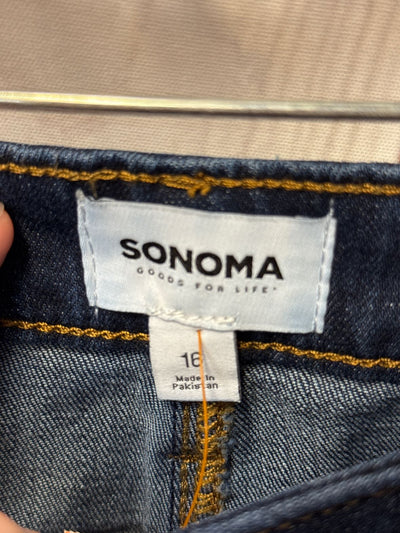 SONOMA
GOODS FOR LIFE
16
Made in
Pakistan